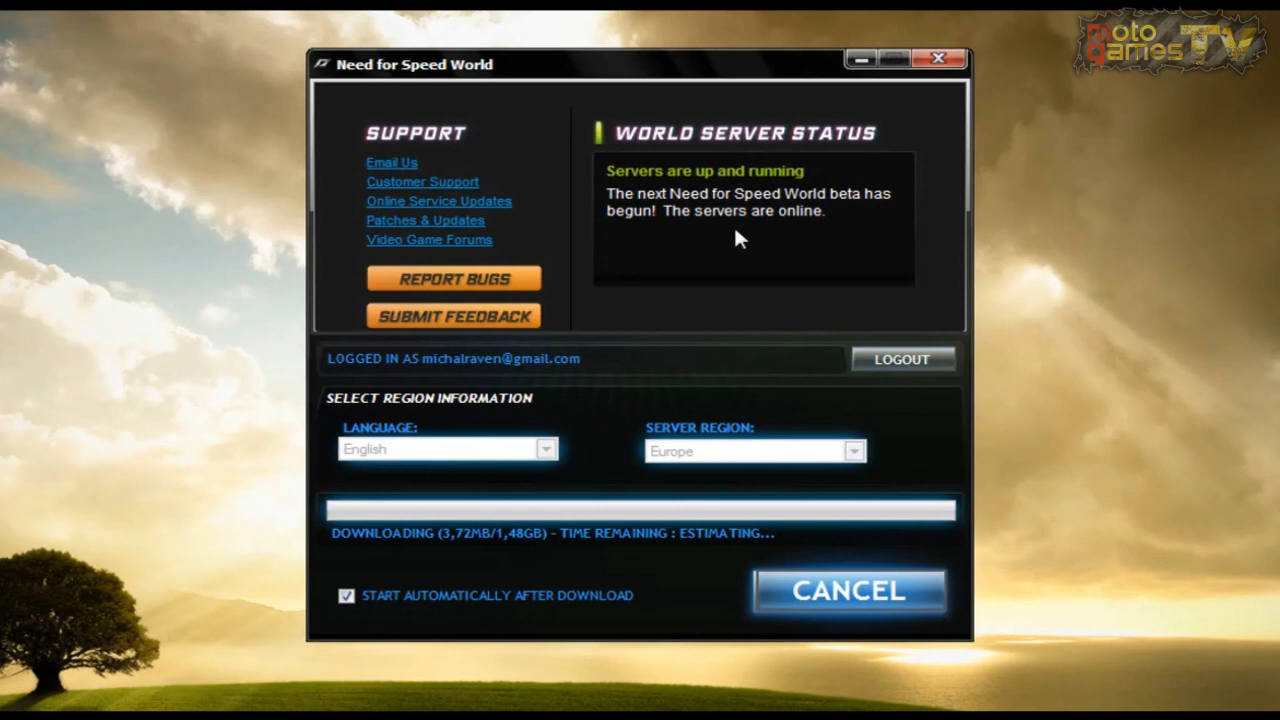 moto
games TV
Need for Speed World
SUPPORT
Email Us
Customer Support
Online Service Updates
Patches & Updates
Video Game Forums
REPORT BUGS
SUBMIT FEEDBACK
WORLD SERVER STATUS
Servers are up and running
The next Need for Speed World beta has
begun! The servers are online.
LOGGED IN AS michalraven@gmail.com
LOGOUT
SELECT REGION INFORMATION
LANGUAGE:
English
SERVER REGION:
Europe
DOWNLOADING (3,72MB/1,48GB) - TIME REMAINING : ESTIMATING...
START AUTOMATICALLY AFTER DOWNLOAD
CANCEL